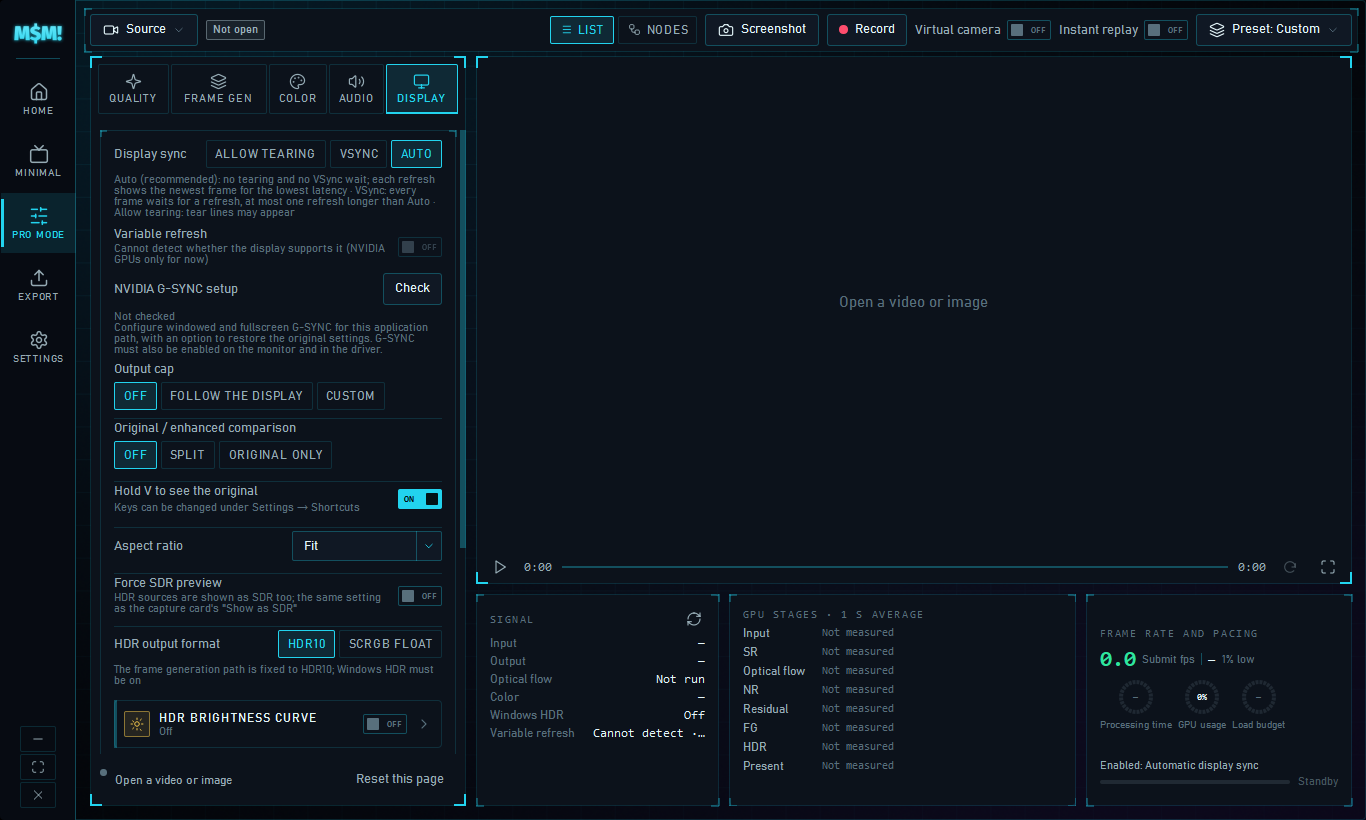 M$M!
HOME
MINIMAL
PRO MODE
EXPORT
SETTINGS
Source
Not open
LIST
NODES
Screenshot
Record
Virtual camera
OFF
Instant replay
OFF
Preset: Custom
QUALITY
FRAME GEN
COLOR
AUDIO
DISPLAY
Display sync
ALLOW TEARING
VSYNC
AUTO
Auto (recommended): no tearing and no VSync wait; each refresh
shows the newest frame for the lowest latency · VSync: every
frame waits for a refresh, at most one refresh longer than Auto ·
Allow tearing: tear lines may appear
Variable refresh
Cannot detect whether the display supports it (NVIDIA
GPUs only for now)
OFF
NVIDIA G-SYNC setup
Check
Not checked
Configure windowed and fullscreen G-SYNC for this application
path, with an option to restore the original settings. G-SYNC
must also be enabled on the monitor and in the driver.
Output cap
OFF
FOLLOW THE DISPLAY
CUSTOM
Original / enhanced comparison
OFF
SPLIT
ORIGINAL ONLY
Hold V to see the original
Keys can be changed under Settings → Shortcuts
ON
Aspect ratio
Fit
Force SDR preview
HDR sources are shown as SDR too; the same setting
as the capture card's "Show as SDR"
OFF
HDR output format
HDR10
SCRGB FLOAT
The frame generation path is fixed to HDR10; Windows HDR must
be on
HDR BRIGHTNESS CURVE
Off
OFF
Open a video or image
Reset this page
Open a video or image
0:00
0:00
SIGNAL
Input –
Output –
Optical flow Not run
Color –
Windows HDR Off
Variable refresh Cannot detect ·…
GPU STAGES · 1 S AVERAGE
Input Not measured
SR Not measured
Optical flow Not measured
NR Not measured
Residual Not measured
FG Not measured
HDR Not measured
Present Not measured
FRAME RATE AND PACING
0.0 Submit fps – 1% low
–
0%
–
Processing time
GPU usage
Load budget
Enabled: Automatic display sync
Standby